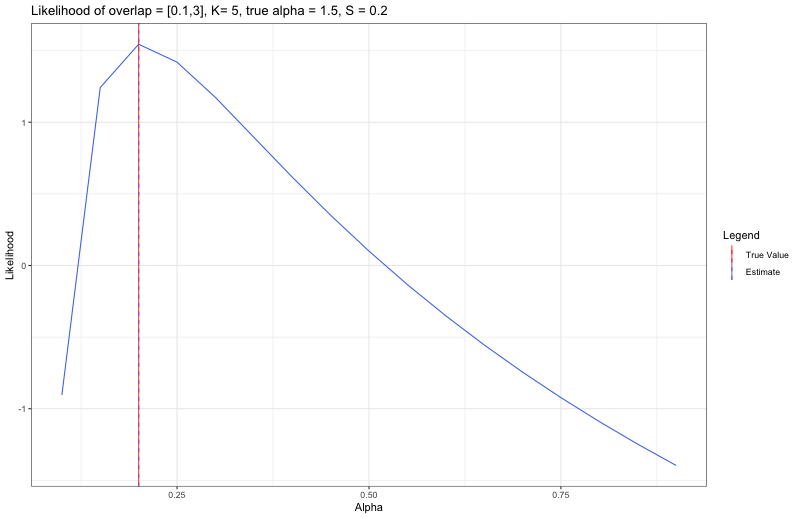 Likelihood of overlap = [0.1,3], K= 5, true alpha = 1.5, S = 0.2
1
0
-1
Likelihood
0.25 0.50 0.75
Alpha
Legend
True Value
Estimate